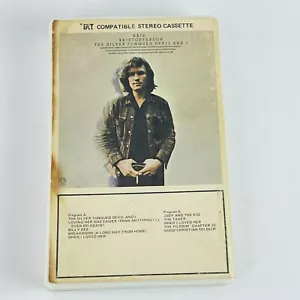 COMPATIBLE STEREO CASSETTE
KRIS
KRISTOFFERSON
THE SILVER TONGUED DEVIL AND I
Program A:
THE SILVER TONGUED DEVIL AND I
LOVING HER WAS EASIER (THAN ANYTHING I'LL
EVER DO AGAIN)
BILLY DEE
BREAKDOWN (A LONG WAY FROM HOME)
WHEN I LOVED HER
Program B:
JODY AND THE KID
THE TAKER
WHEN I LOVED HER
THE PILGRIM: CHAPTER 33
GOOD CHRISTIAN SOLDIER